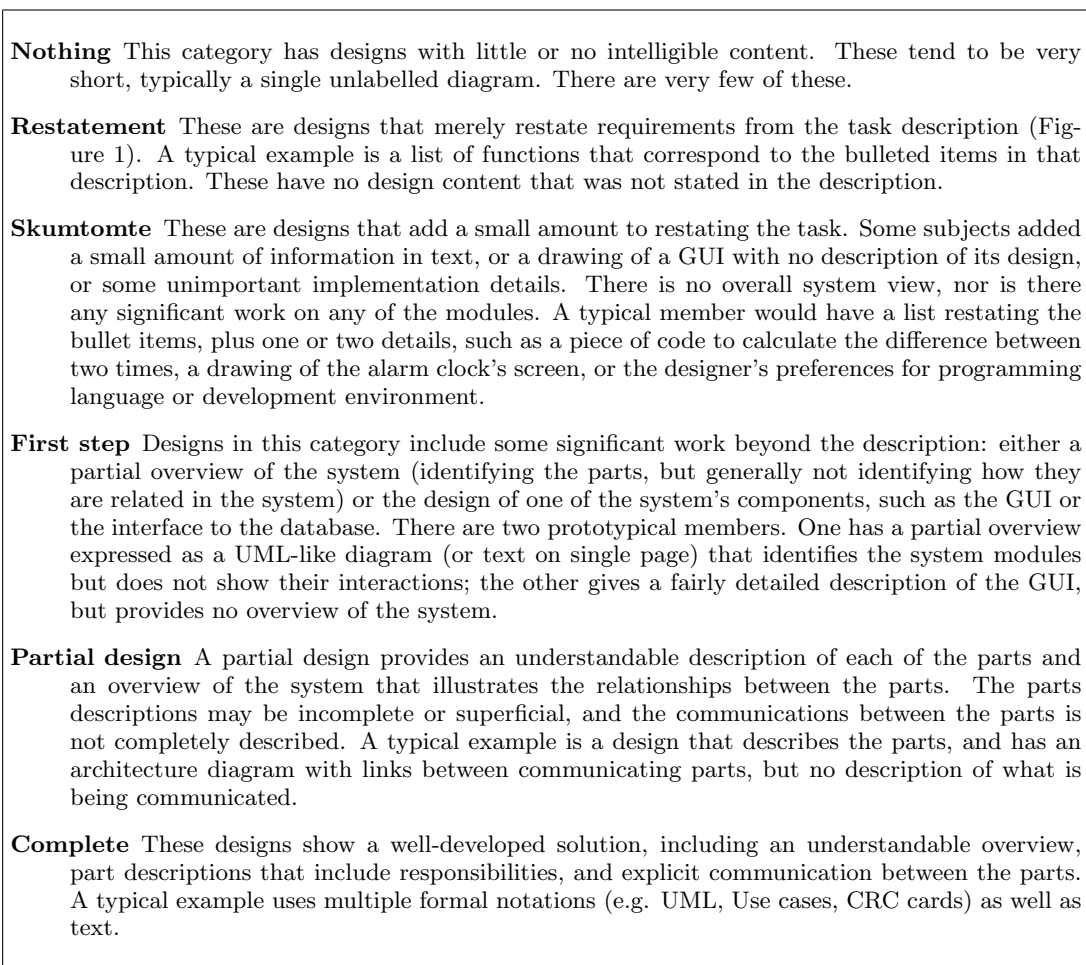 Nothing This category has designs with little or no intelligible content. These tend to be very
short, typically a single unlabelled diagram. There are very few of these.
Restatement These are designs that merely restate requirements from the task description (Fig-
ure 1). A typical example is a list of functions that correspond to the bulleted items in that
description. These have no design content that was not stated in the description.
Skumtomte These are designs that add a small amount to restating the task. Some subjects added
a small amount of information in text, or a drawing of a GUI with no description of its design,
or some unimportant implementation details. There is no overall system view, nor is there
any significant work on any of the modules. A typical member would have a list restating the
bullet items, plus one or two details, such as a piece of code to calculate the difference between
two times, a drawing of the alarm clock's screen, or the designer's preferences for programming
language or development environment.
First step Designs in this category include some significant work beyond the description: either a
partial overview of the system (identifying the parts, but generally not identifying how they
are related in the system) or the design of one of the system's components, such as the GUI or
the interface to the database. There are two prototypical members. One has a partial overview
expressed as a UML-like diagram (or text on single page) that identifies the system modules
but does not show their interactions; the other gives a fairly detailed description of the GUI,
but provides no overview of the system.
Partial design A partial design provides an understandable description of each of the parts and
an overview of the system that illustrates the relationships between the parts. The parts
descriptions may be incomplete or superficial, and the communications between the parts is
not completely described. A typical example is a design that describes the parts, and has an
architecture diagram with links between communicating parts, but no description of what is
being communicated.
Complete These designs show a well-developed solution, including an understandable overview,
part descriptions that include responsibilities, and explicit communication between the parts.
A typical example uses multiple formal notations (e.g. UML, Use cases, CRC cards) as well as
text.